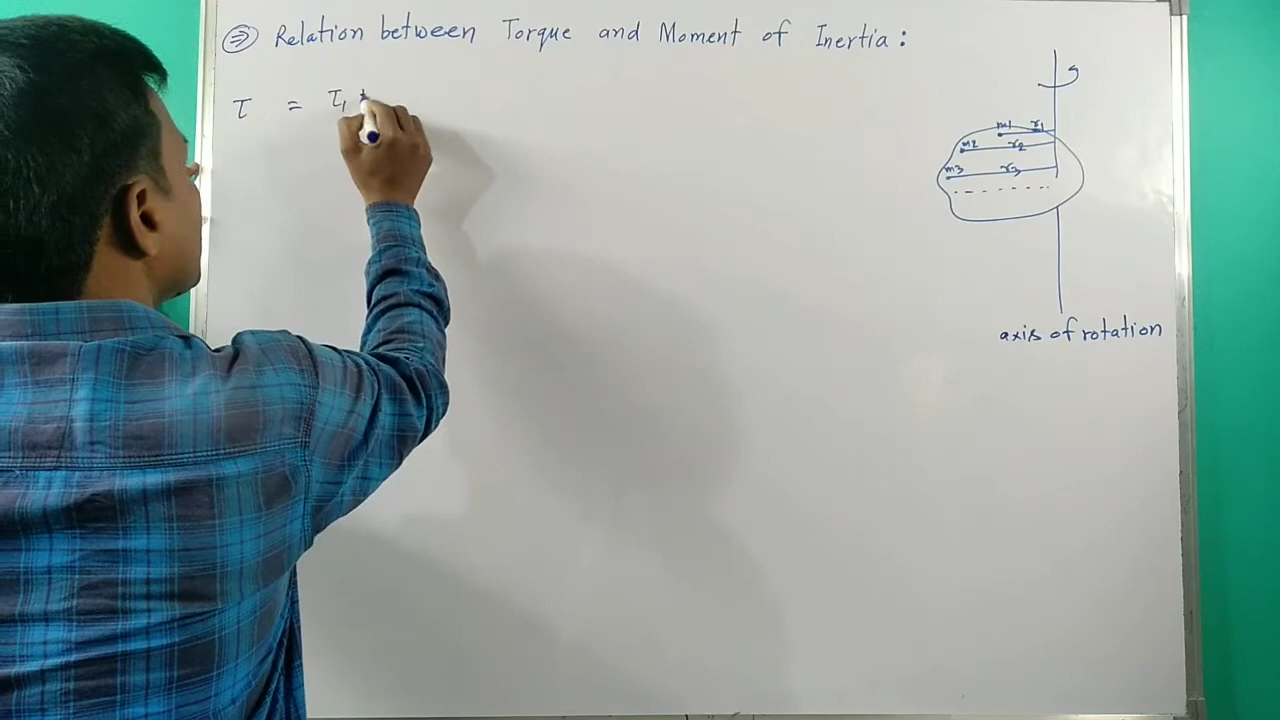 ⇒ Relation between Torque and Moment of Inertia :
τ = τ₁ +
m1 r1
m2 r2
m3 r3
axis of rotation